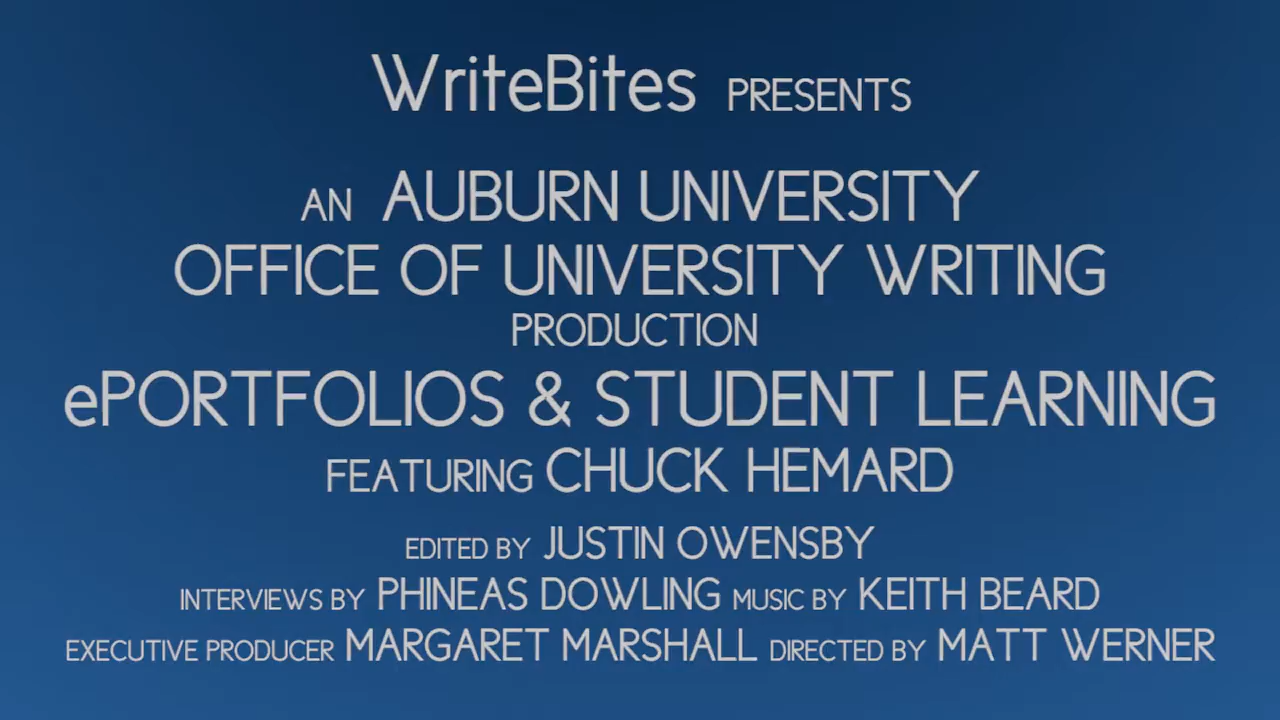 WriteBites PRESENTS
AN AUBURN UNIVERSITY
OFFICE OF UNIVERSITY WRITING
PRODUCTION
ePORTFOLIOS & STUDENT LEARNING
FEATURING CHUCK HEMARD
EDITED BY JUSTIN OWENSBY
INTERVIEWS BY PHINEAS DOWLING MUSIC BY KEITH BEARD
EXECUTIVE PRODUCER MARGARET MARSHALL DIRECTED BY MATT WERNER